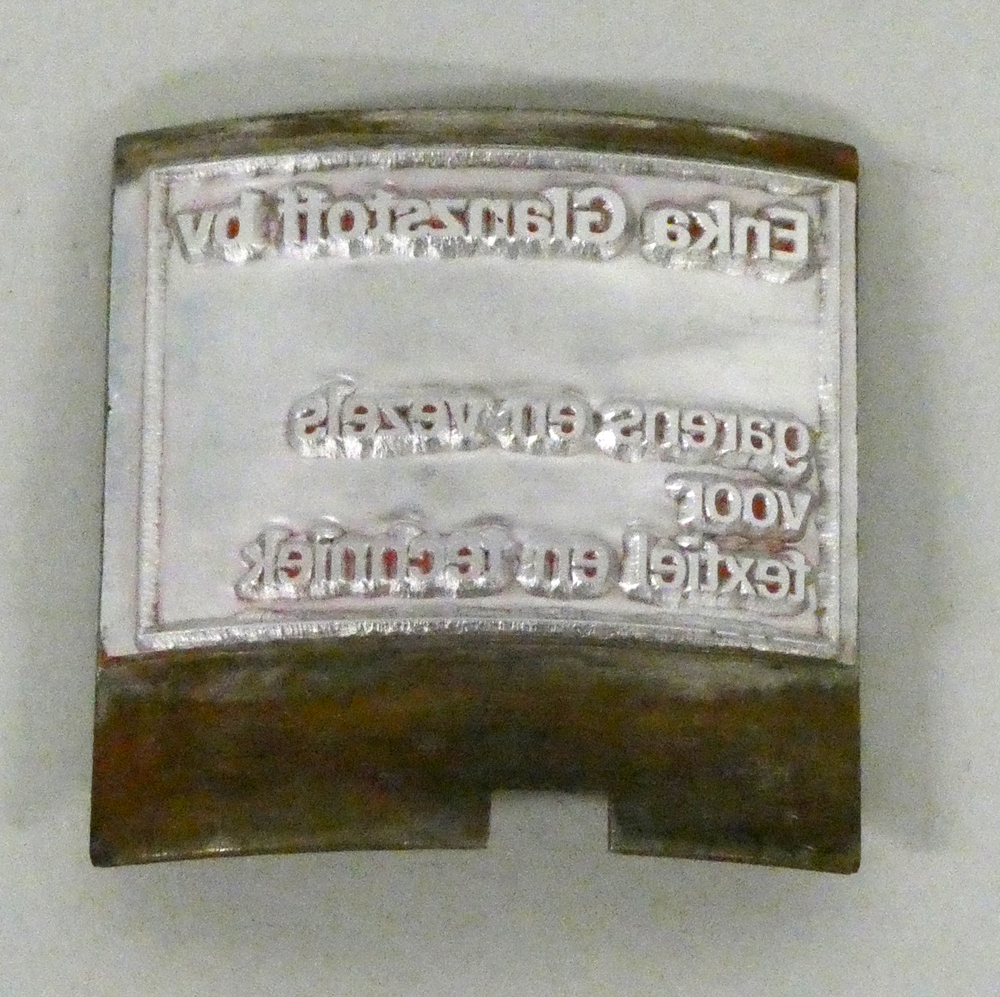 Enka Glanzstoff bv
garens en vezels
voor
textiel en techniek